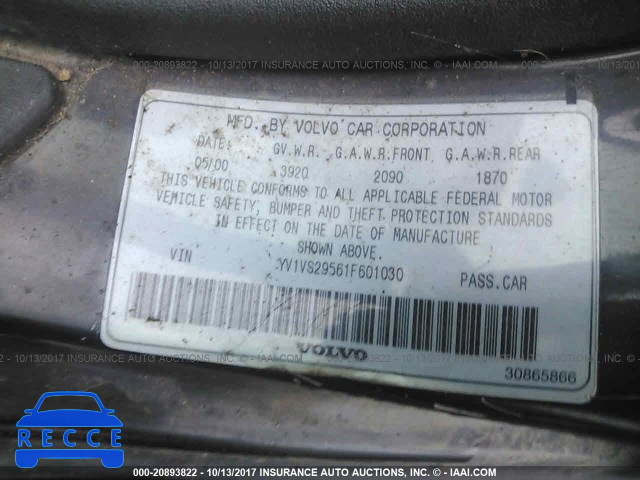 000-20893822 - 10/13/2017 INSURANCE AUTO AUCTIONS, INC. - © - IAAI.COM
MFD. BY VOLVO CAR CORPORATION
DATE: GV.W.R. G.A.W.R.FRONT G.A.W.R.REAR
05/00 3920 2090 1870
THIS VEHICLE CONFORMS TO ALL APPLICABLE FEDERAL MOTOR
VEHICLE SAFETY, BUMPER AND THEFT PROTECTION STANDARDS
IN EFFECT ON THE DATE OF MANUFACTURE
SHOWN ABOVE.
VIN YV1VS29561F601030 PASS.CAR
VOLVO
30865866
RECCE
000-20893822 - 10/13/2017 INSURANCE AUTO AUCTIONS, INC. - © - IAAI.COM